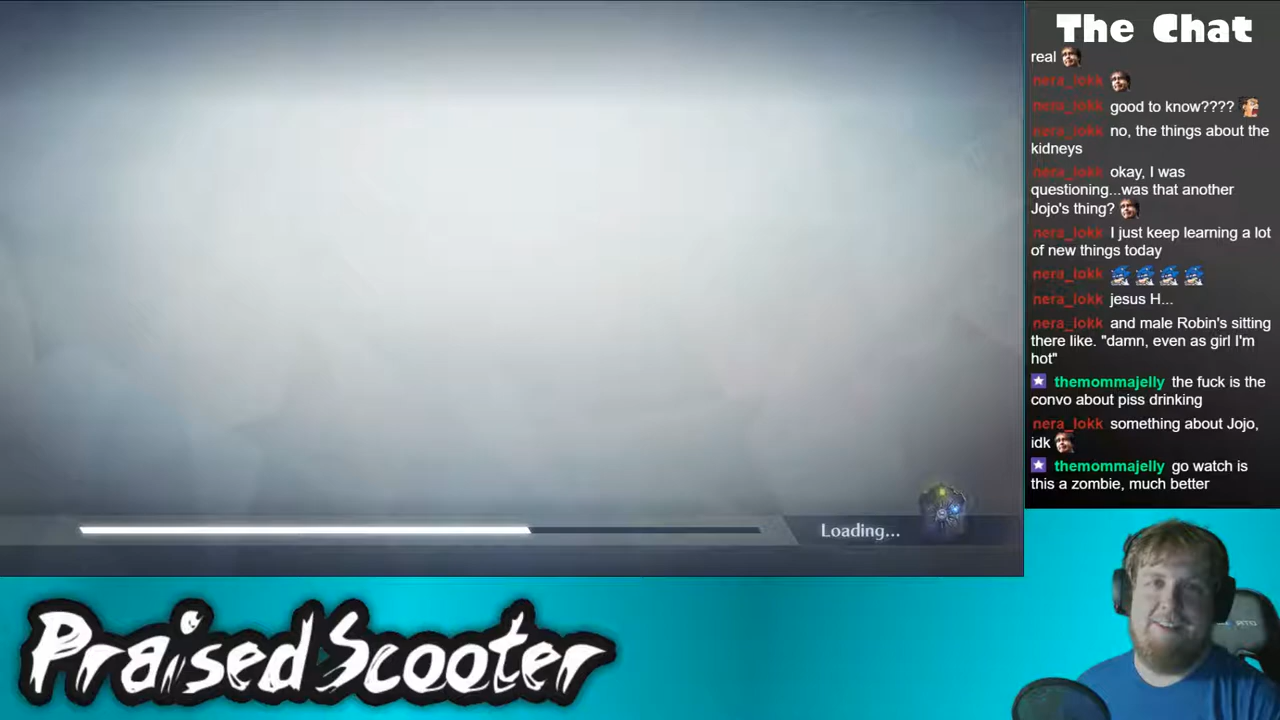 The Chat
real
nera_lokk
nera_lokk good to know????
nera_lokk no, the things about the
kidneys
nera_lokk okay, I was
questioning...was that another
Jojo's thing?
nera_lokk I just keep learning a lot
of new things today
nera_lokk
nera_lokk jesus H...
nera_lokk and male Robin's sitting
there like. "damn, even as girl I'm
hot"
themommajelly the fuck is the
convo about piss drinking
nera_lokk something about Jojo,
idk
themommajelly go watch is
this a zombie, much better
Loading...
PraisedScooter